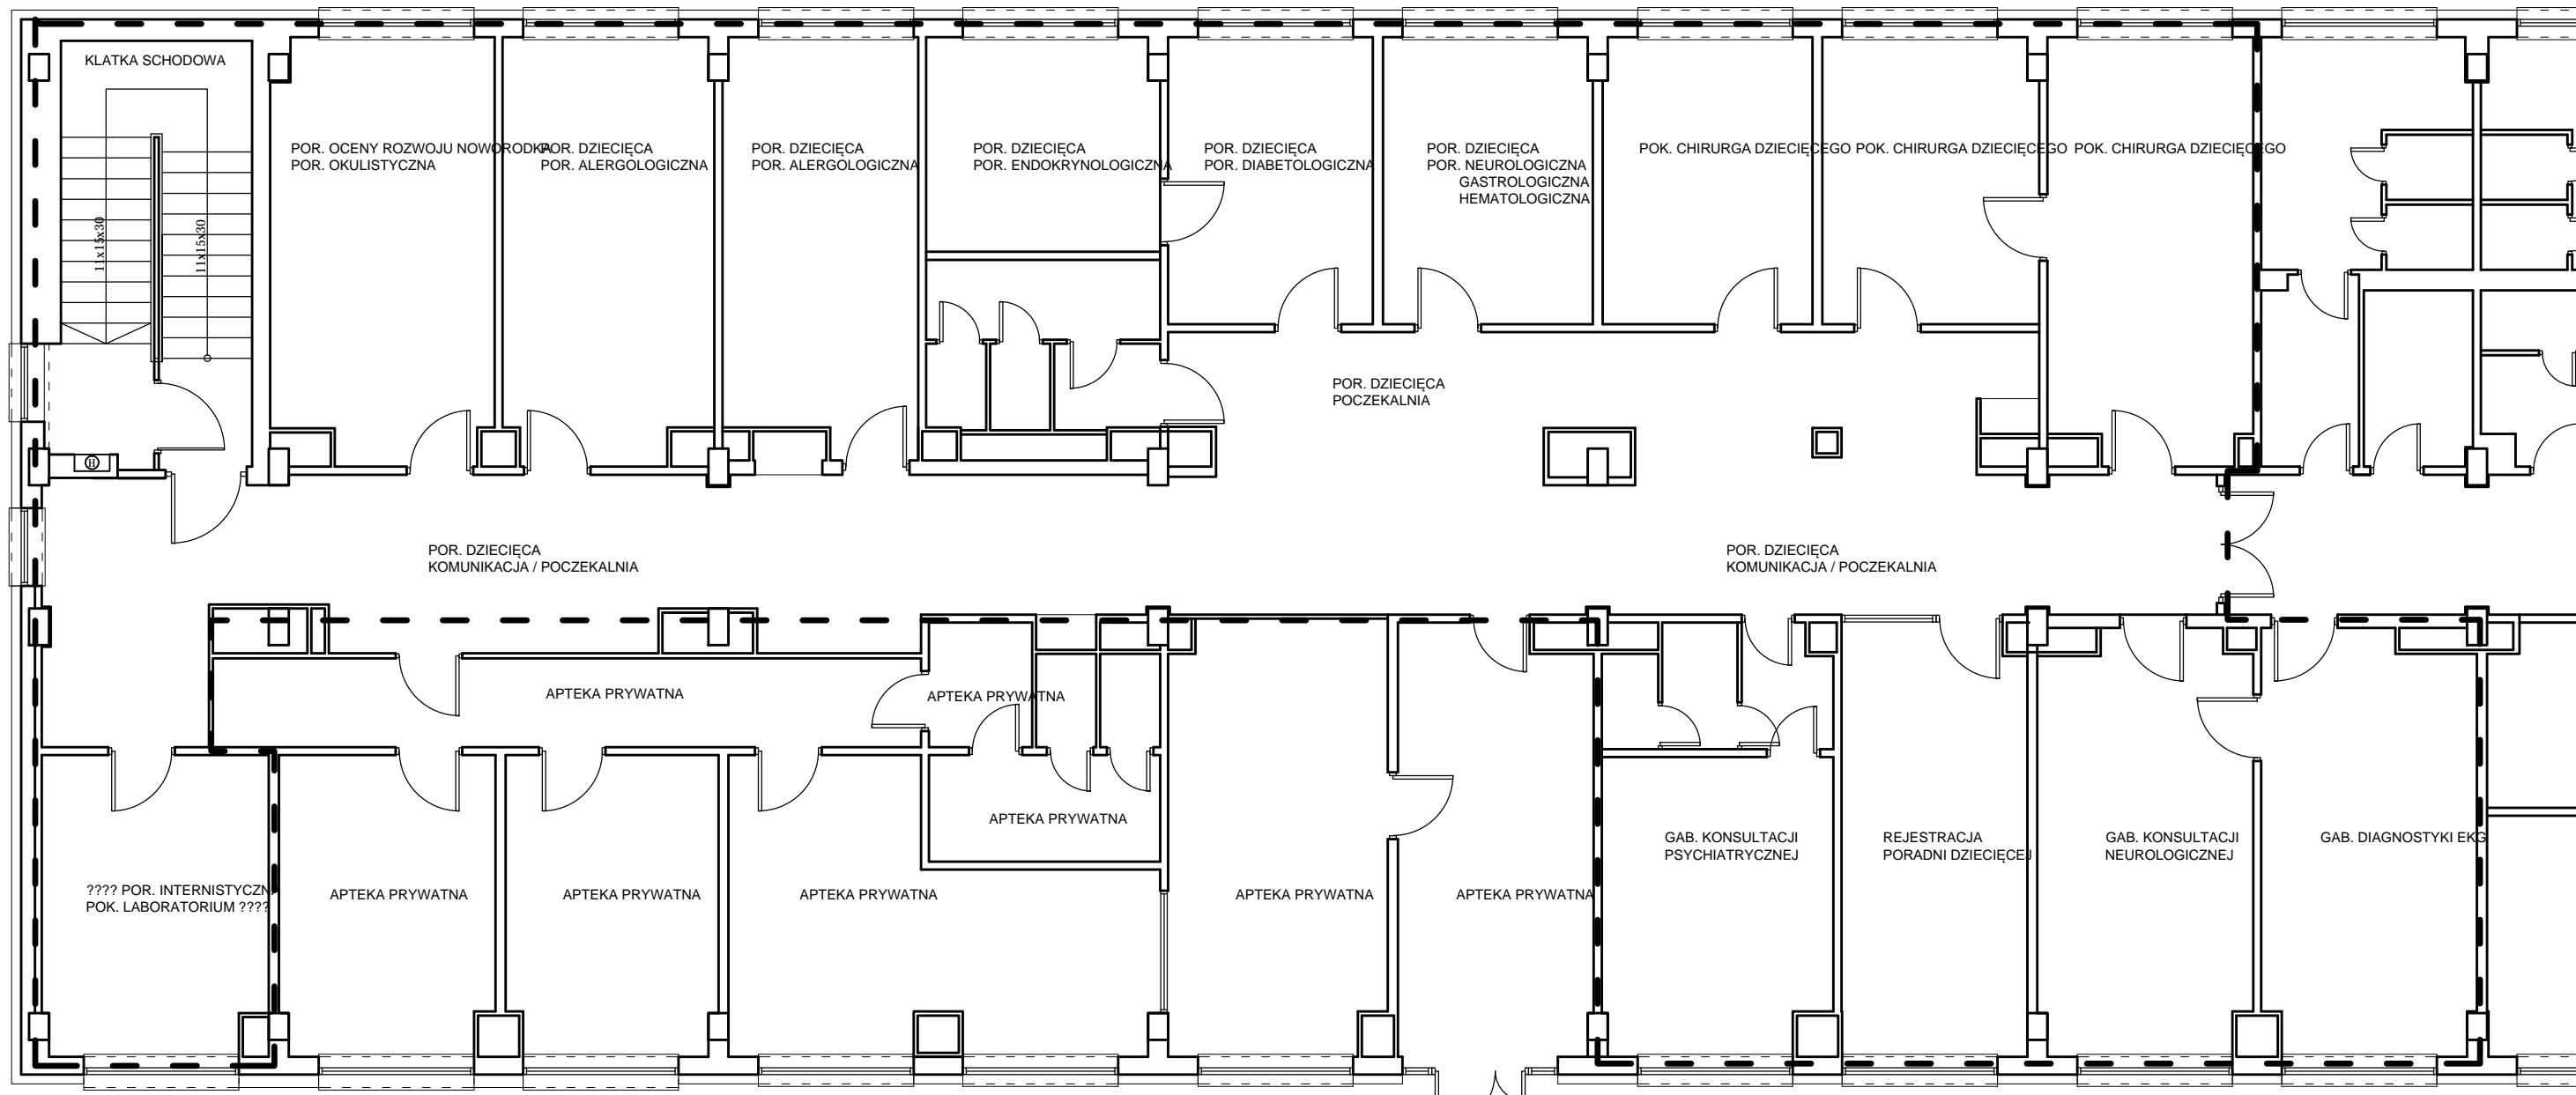 KLATKA SCHODOWA
11x15x30
11x15x30
H
POR. OCENY ROZWOJU NOWORODKA
POR. OKULISTYCZNA
POR. DZIECIĘCA
POR. ALERGOLOGICZNA
POR. DZIECIĘCA
POR. ALERGOLOGICZNA
POR. DZIECIĘCA
POR. ENDOKRYNOLOGICZNA
POR. DZIECIĘCA
POR. DIABETOLOGICZNA
POR. DZIECIĘCA
POR. NEUROLOGICZNA
GASTROLOGICZNA
HEMATOLOGICZNA
POK. CHIRURGA DZIECIĘCEGO
POK. CHIRURGA DZIECIĘCEGO
POK. CHIRURGA DZIECIĘCEGO
POR. DZIECIĘCA
POCZEKALNIA
POR. DZIECIĘCA
KOMUNIKACJA / POCZEKALNIA
POR. DZIECIĘCA
KOMUNIKACJA / POCZEKALNIA
APTEKA PRYWATNA
APTEKA PRYWATNA
APTEKA PRYWATNA
???? POR. INTERNISTYCZN
POK. LABORATORIUM ????
APTEKA PRYWATNA
APTEKA PRYWATNA
APTEKA PRYWATNA
APTEKA PRYWATNA
APTEKA PRYWATNA
GAB. KONSULTACJI
PSYCHIATRYCZNEJ
REJESTRACJA
PORADNI DZIECIĘCEJ
GAB. KONSULTACJI
NEUROLOGICZNEJ
GAB. DIAGNOSTYKI EKG